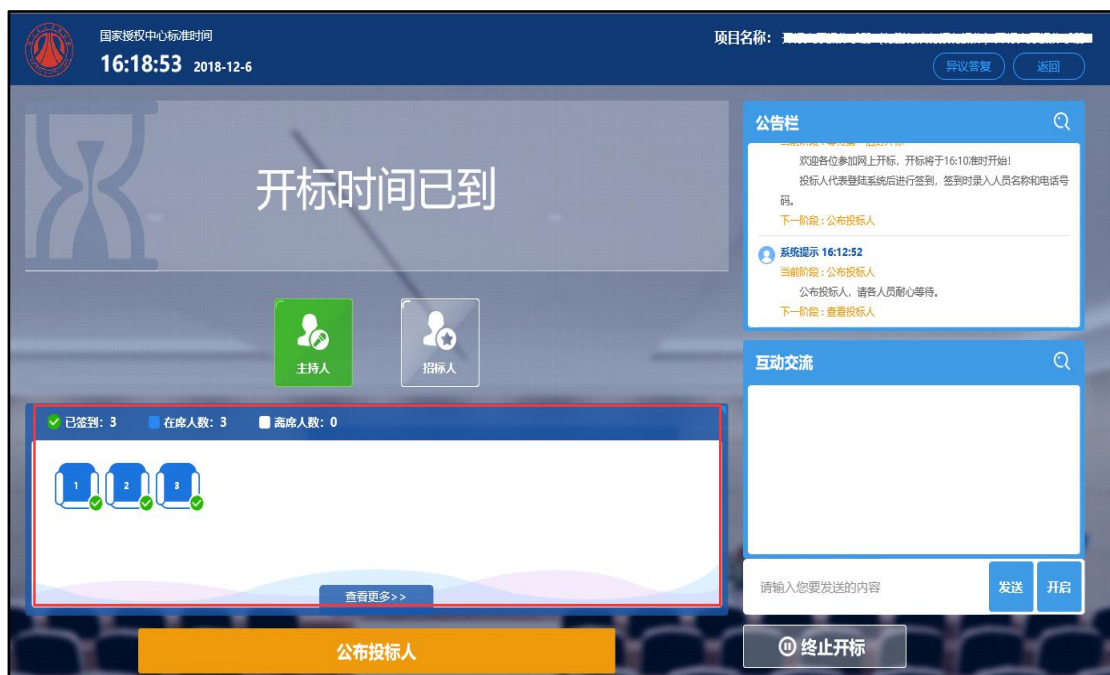 国家授权中心标准时间
16:18:53 2018-12-6
项目名称：
异议答复
返回
开标时间已到
主持人
招标人
已签到：3 在席人数：3 离席人数：0
1 2 3
查看更多>>
公布投标人
公告栏
欢迎各位参加网上开标，开标将于16:10准时开始!
投标人代表登陆系统后进行签到，签到时录入人员名称和电话号
码。
下一阶段：公布投标人
系统提示 16:12:52
当前阶段：公布投标人
公布投标人，请各人员耐心等待。
下一阶段：查看投标人
互动交流
请输入您要发送的内容
发送
开启
终止开标